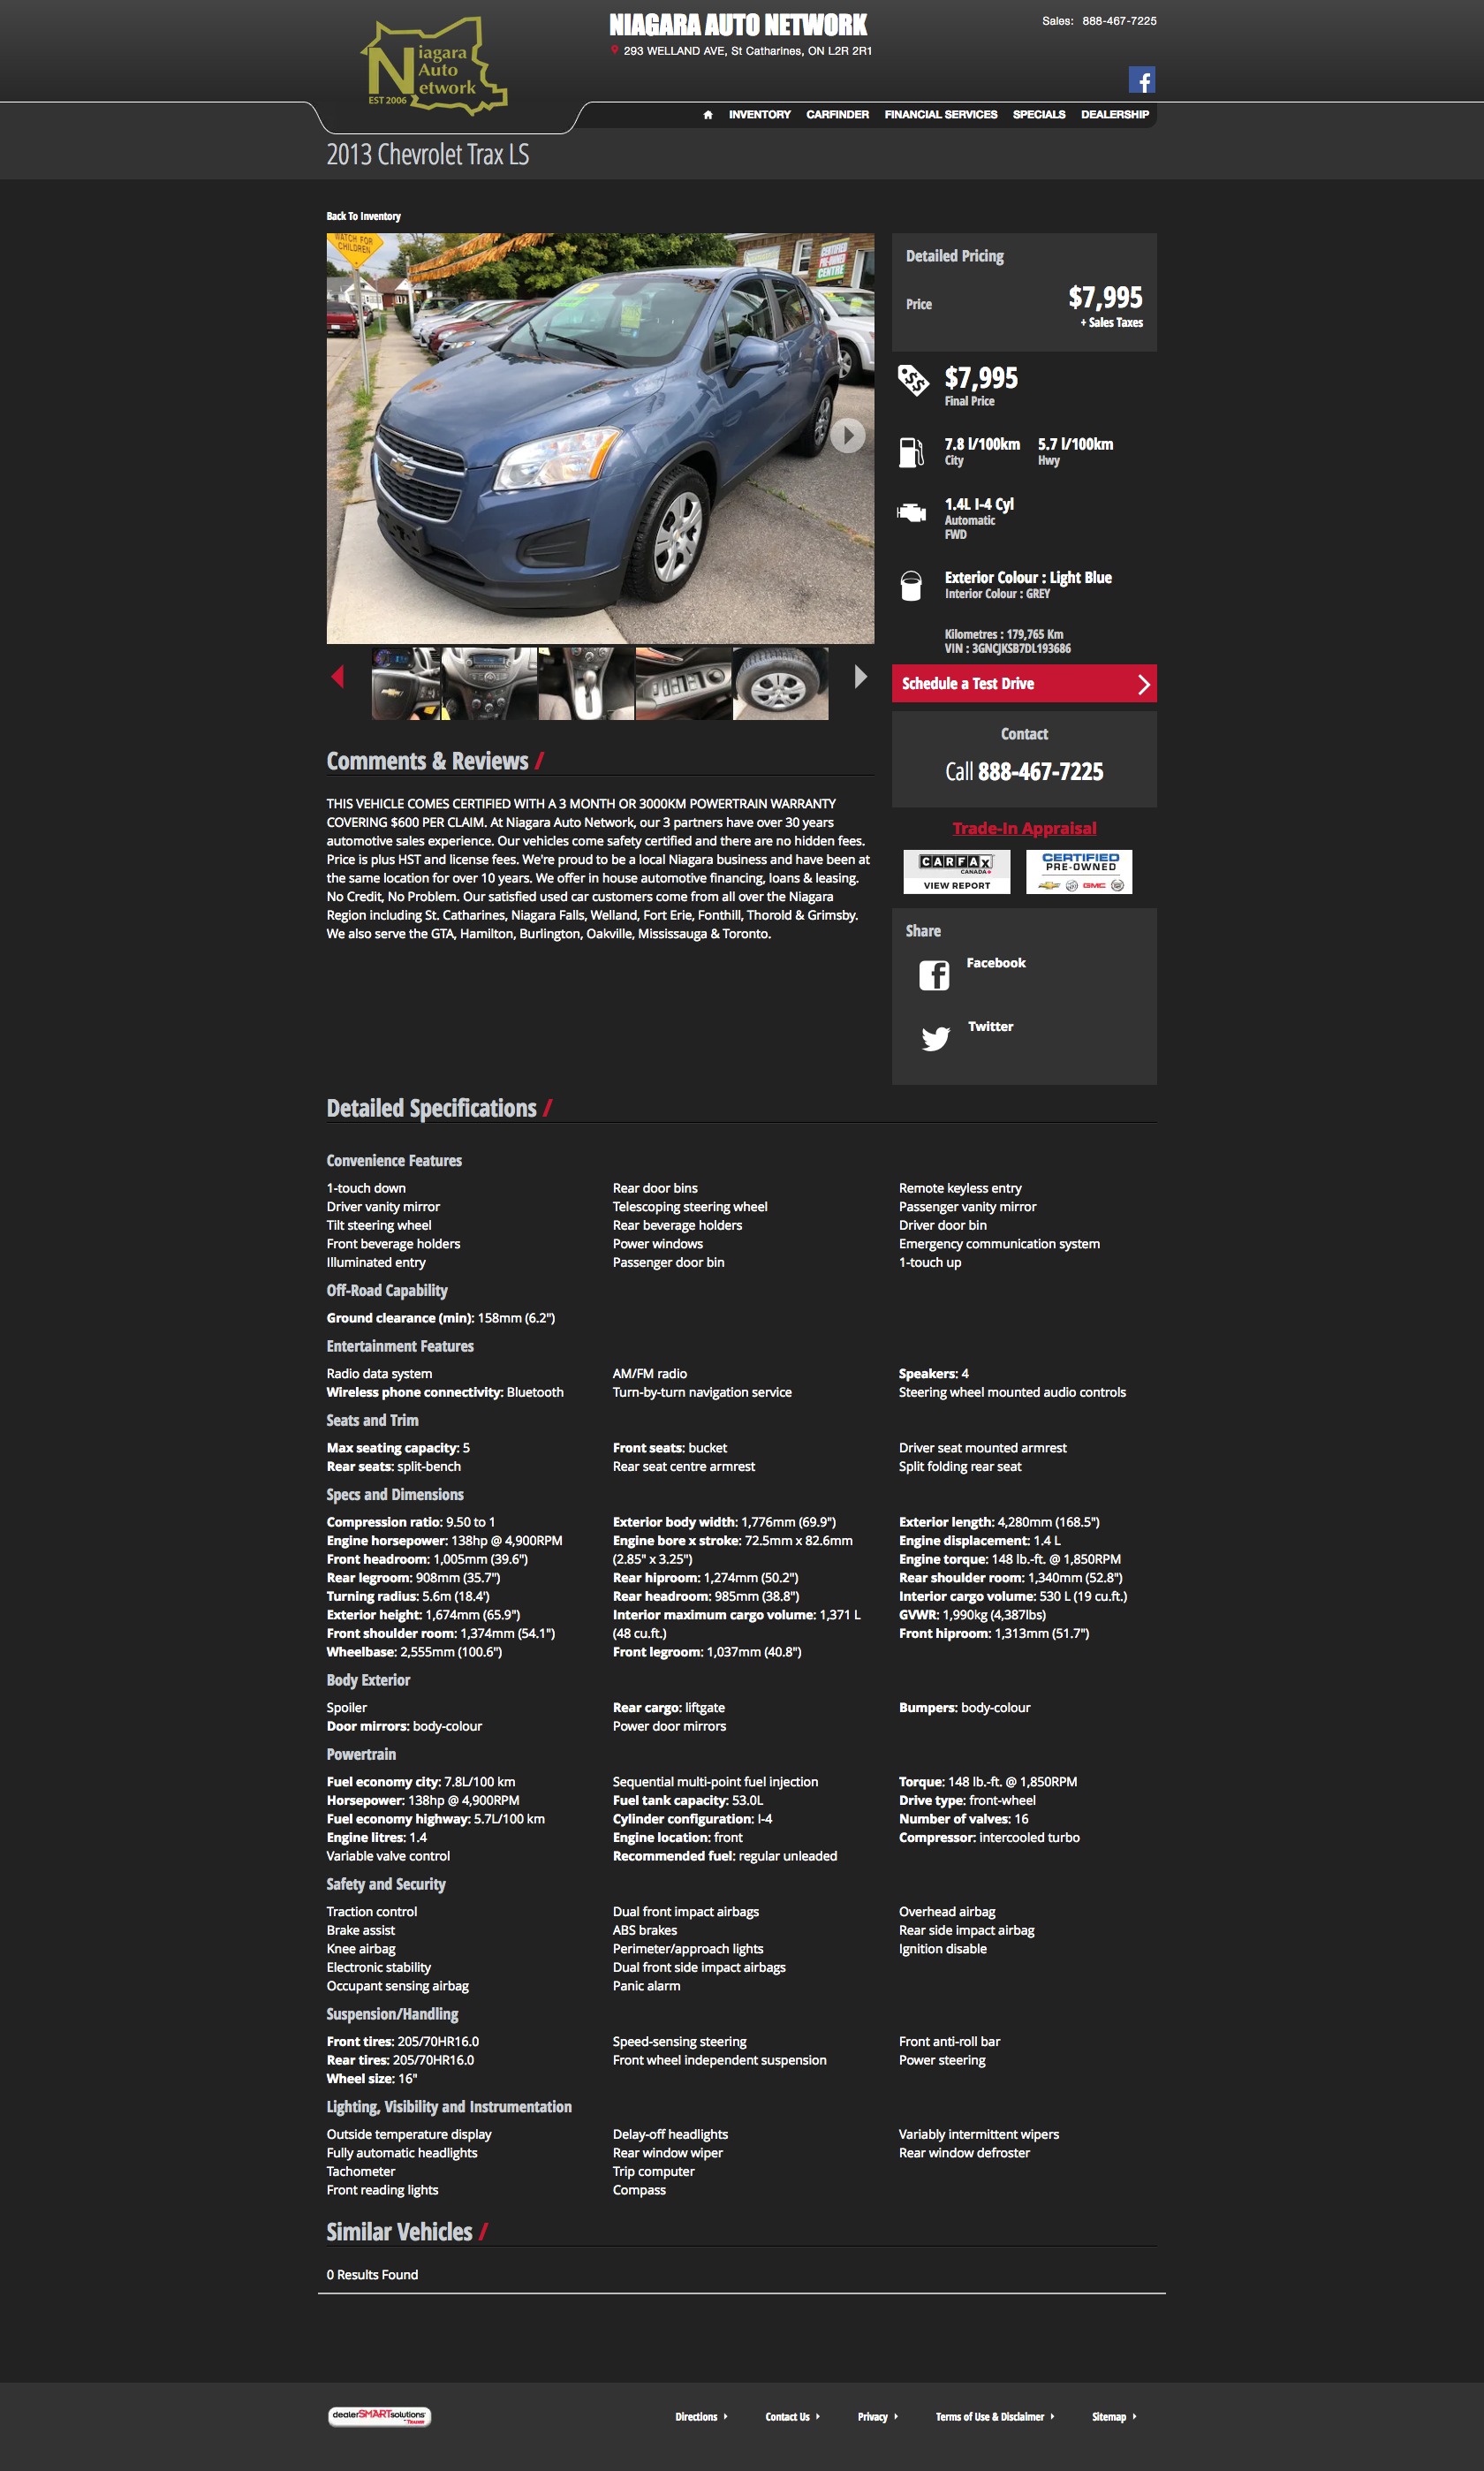 Niagara
Auto
Network
EST 2006
NIAGARA AUTO NETWORK
293 WELLAND AVE, St Catharines, ON L2R 2R1
Sales: 888-467-7225
INVENTORY CARFINDER FINANCIAL SERVICES SPECIALS DEALERSHIP
2013 Chevrolet Trax LS
Back To Inventory
WATCH FOR
CHILDREN
CERTIFIED
PRE-OWNED
CENTRE
13
Detailed Pricing
Price $7,995
+ Sales Taxes
$7,995
Final Price
7.8 l/100km 5.7 l/100km
City Hwy
1.4L I-4 Cyl
Automatic
FWD
Exterior Colour : Light Blue
Interior Colour : GREY
Kilometres : 179,765 Km
VIN : 3GNCJKSB7DL193686
Schedule a Test Drive
Contact
Call 888-467-7225
Trade-In Appraisal
CARFAX
CANADA
VIEW REPORT
CERTIFIED
PRE-OWNED
GMC
Share
Facebook
Twitter
Comments & Reviews /
THIS VEHICLE COMES CERTIFIED WITH A 3 MONTH OR 3000KM POWERTRAIN WARRANTY
COVERING $600 PER CLAIM. At Niagara Auto Network, our 3 partners have over 30 years
automotive sales experience. Our vehicles come safety certified and there are no hidden fees.
Price is plus HST and license fees. We're proud to be a local Niagara business and have been at
the same location for over 10 years. We offer in house automotive financing, loans & leasing.
No Credit, No Problem. Our satisfied used car customers come from all over the Niagara
Region including St. Catharines, Niagara Falls, Welland, Fort Erie, Fonthill, Thorold & Grimsby.
We also serve the GTA, Hamilton, Burlington, Oakville, Mississauga & Toronto.
Detailed Specifications /
Convenience Features
1-touch down Rear door bins Remote keyless entry
Driver vanity mirror Telescoping steering wheel Passenger vanity mirror
Tilt steering wheel Rear beverage holders Driver door bin
Front beverage holders Power windows Emergency communication system
Illuminated entry Passenger door bin 1-touch up
Off-Road Capability
Ground clearance (min): 158mm (6.2")
Entertainment Features
Radio data system AM/FM radio Speakers: 4
Wireless phone connectivity: Bluetooth Turn-by-turn navigation service Steering wheel mounted audio controls
Seats and Trim
Max seating capacity: 5 Front seats: bucket Driver seat mounted armrest
Rear seats: split-bench Rear seat centre armrest Split folding rear seat
Specs and Dimensions
Compression ratio: 9.50 to 1 Exterior body width: 1,776mm (69.9") Exterior length: 4,280mm (168.5")
Engine horsepower: 138hp @ 4,900RPM Engine bore x stroke: 72.5mm x 82.6mm Engine displacement: 1.4 L
Front headroom: 1,005mm (39.6") (2.85" x 3.25") Engine torque: 148 lb.-ft. @ 1,850RPM
Rear legroom: 908mm (35.7") Rear hiproom: 1,274mm (50.2") Rear shoulder room: 1,340mm (52.8")
Turning radius: 5.6m (18.4') Rear headroom: 985mm (38.8") Interior cargo volume: 530 L (19 cu.ft.)
Exterior height: 1,674mm (65.9") Interior maximum cargo volume: 1,371 L GVWR: 1,990kg (4,387lbs)
Front shoulder room: 1,374mm (54.1") (48 cu.ft.) Front hiproom: 1,313mm (51.7")
Wheelbase: 2,555mm (100.6") Front legroom: 1,037mm (40.8")
Body Exterior
Spoiler Rear cargo: liftgate Bumpers: body-colour
Door mirrors: body-colour Power door mirrors
Powertrain
Fuel economy city: 7.8L/100 km Sequential multi-point fuel injection Torque: 148 lb.-ft. @ 1,850RPM
Horsepower: 138hp @ 4,900RPM Fuel tank capacity: 53.0L Drive type: front-wheel
Fuel economy highway: 5.7L/100 km Cylinder configuration: I-4 Number of valves: 16
Engine litres: 1.4 Engine location: front Compressor: intercooled turbo
Variable valve control Recommended fuel: regular unleaded
Safety and Security
Traction control Dual front impact airbags Overhead airbag
Brake assist ABS brakes Rear side impact airbag
Knee airbag Perimeter/approach lights Ignition disable
Electronic stability Dual front side impact airbags
Occupant sensing airbag Panic alarm
Suspension/Handling
Front tires: 205/70HR16.0 Speed-sensing steering Front anti-roll bar
Rear tires: 205/70HR16.0 Front wheel independent suspension Power steering
Wheel size: 16"
Lighting, Visibility and Instrumentation
Outside temperature display Delay-off headlights Variably intermittent wipers
Fully automatic headlights Rear window wiper Rear window defroster
Tachometer Trip computer
Front reading lights Compass
Similar Vehicles /
0 Results Found
dealerSMARTsolutions
Directions Contact Us Privacy Terms of Use & Disclaimer Sitemap